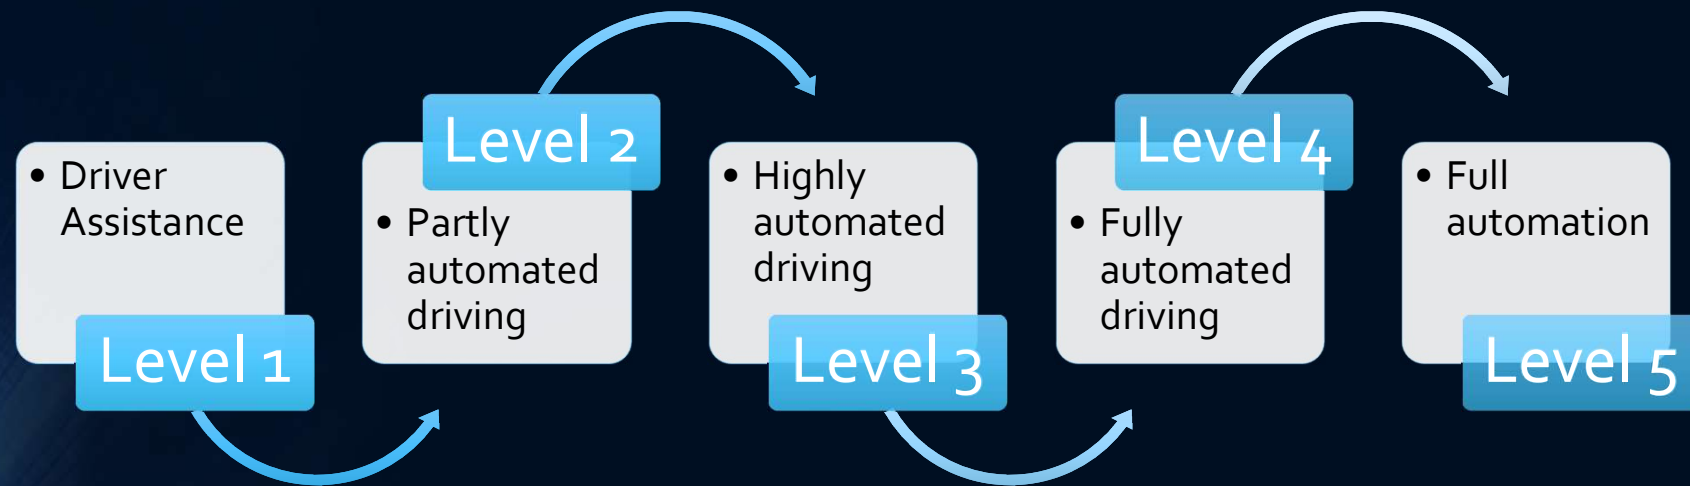 • Driver
Assistance
Level 1
Level 2
• Partly
automated
driving
• Highly
automated
driving
Level 3
Level 4
• Fully
automated
driving
• Full
automation
Level 5